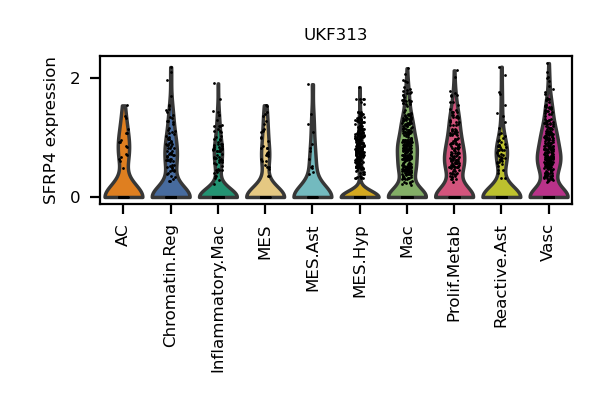 UKF313
SFRP4 expression
2
0
AC
Chromatin.Reg
Inflammatory.Mac
MES
MES.Ast
MES.Hyp
Mac
Prolif.Metab
Reactive.Ast
Vasc